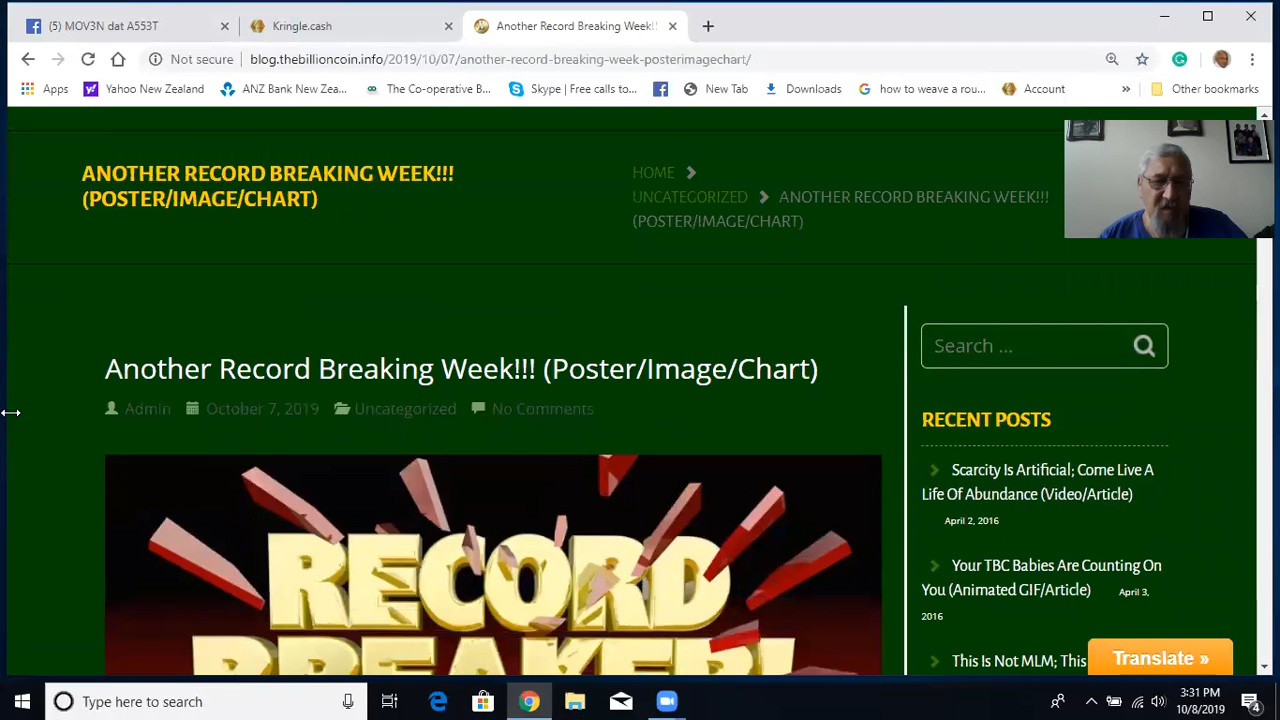 (5) MOV3N dat A553T
Kringle.cash
Another Record Breaking Week!!
Not secure
blog.thebillioncoin.info/2019/10/07/another-record-breaking-week-posterimagechart/
Apps
Yahoo New Zealand
ANZ Bank New Zea...
The Co-operative B...
Skype | Free calls to...
New Tab
Downloads
how to weave a rou...
Account
»
Other bookmarks
ANOTHER RECORD BREAKING WEEK!!!
(POSTER/IMAGE/CHART)
HOME
UNCATEGORIZED
ANOTHER RECORD BREAKING WEEK!!!
(POSTER/IMAGE/CHART)
Another Record Breaking Week!!! (Poster/Image/Chart)
Admin
October 7, 2019
Uncategorized
No Comments
RECORD
BREAKER!
Search ...
RECENT POSTS
Scarcity Is Artificial; Come Live A
Life Of Abundance (Video/Article)
April 2, 2016
Your TBC Babies Are Counting On
You (Animated GIF/Article)
April 3,
2016
This Is Not MLM; This
Translate »
Type here to search
3:31 PM
10/8/2019
4